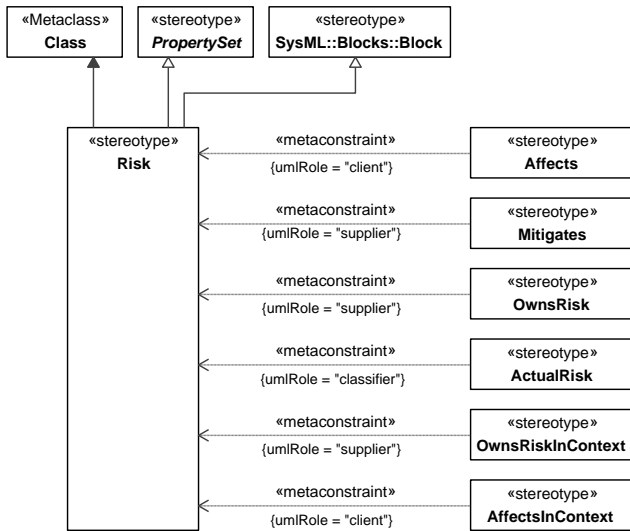 «Metaclass»
Class
«stereotype»
PropertySet
«stereotype»
SysML::Blocks::Block
«stereotype»
Risk
«metaconstraint»
{umlRole = "client"}
«stereotype»
Affects
«metaconstraint»
{umlRole = "supplier"}
«stereotype»
Mitigates
«metaconstraint»
{umlRole = "supplier"}
«stereotype»
OwnsRisk
«metaconstraint»
{umlRole = "classifier"}
«stereotype»
ActualRisk
«metaconstraint»
{umlRole = "supplier"}
«stereotype»
OwnsRiskInContext
«metaconstraint»
{umlRole = "client"}
«stereotype»
AffectsInContext